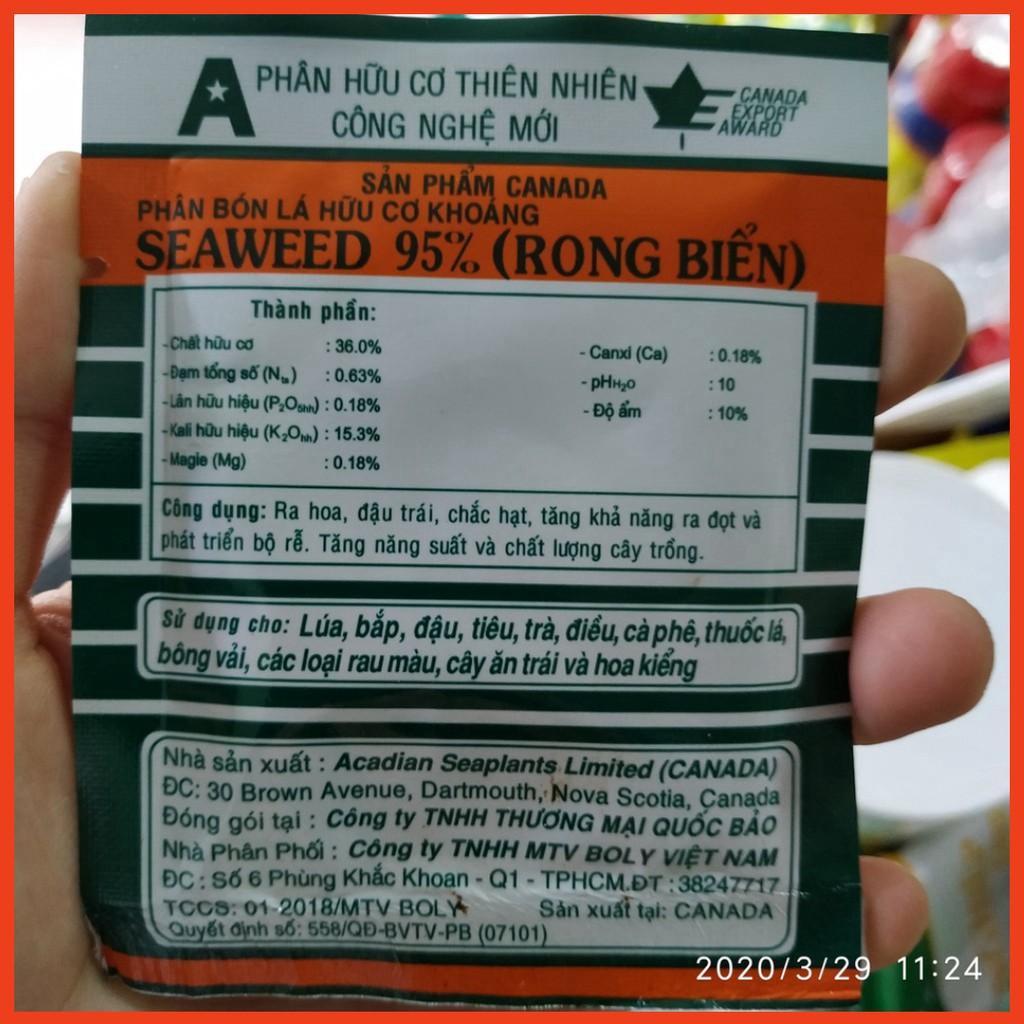 A PHÂN HỮU CƠ THIÊN NHIÊN
CÔNG NGHỆ MỚI
CANADA
EXPORT
AWARD
SẢN PHẨM CANADA
PHÂN BÓN LÁ HỮU CƠ KHOÁNG
SEAWEED 95% (RONG BIỂN)
Thành phần:
- Chất hữu cơ : 36.0%
- Đạm tổng số (Nts) : 0.63%
- Lân hữu hiệu (P2O5hh) : 0.18%
- Kali hữu hiệu (K2Ohh) : 15.3%
- Magie (Mg) : 0.18%
- Canxi (Ca) : 0.18%
- pHH2O : 10
- Độ ẩm : 10%
Công dụng: Ra hoa, đậu trái, chắc hạt, tăng khả năng ra đọt và
phát triển bộ rễ. Tăng năng suất và chất lượng cây trồng.
Sử dụng cho: Lúa, bắp, đậu, tiêu, trà, điều, cà phê, thuốc lá,
bông vải, các loại rau màu, cây ăn trái và hoa kiểng
Nhà sản xuất : Acadian Seaplants Limited (CANADA)
ĐC: 30 Brown Avenue, Dartmouth, Nova Scotia, Canada
Đóng gói tại : Công ty TNHH THƯƠNG MẠI QUỐC BẢO
Nhà Phân Phối : Công ty TNHH MTV BOLY VIỆT NAM
ĐC : Số 6 Phùng Khắc Khoan - Q1 - TPHCM.ĐT : 38247717
TCCS: 01-2018/MTV BOLY Sản xuất tại: CANADA
Quyết định số: 558/QĐ-BVTV-PB (07101)
2020/3/29 11:24